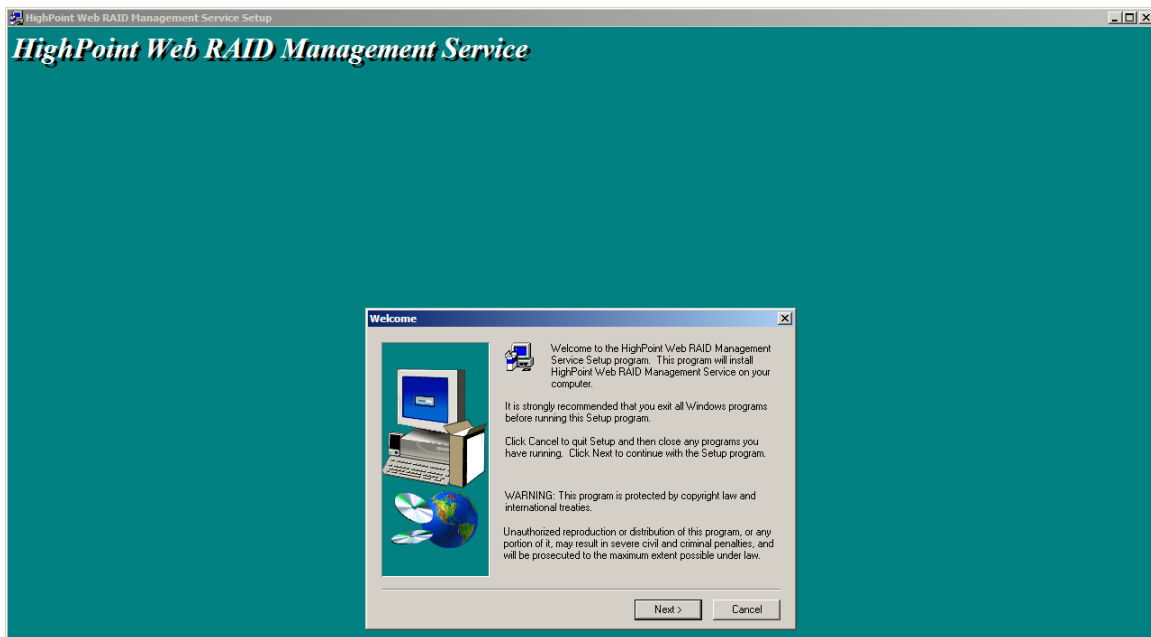 HighPoint Web RAID Management Service Setup
HighPoint Web RAID Management Service
Welcome
Welcome to the HighPoint Web RAID Management
Service Setup program. This program will install
HighPoint Web RAID Management Service on your
computer.
It is strongly recommended that you exit all Windows programs
before running this Setup program.
Click Cancel to quit Setup and then close any programs you
have running. Click Next to continue with the Setup program.
WARNING: This program is protected by copyright law and
international treaties.
Unauthorized reproduction or distribution of this program, or any
portion of it, may result in severe civil and criminal penalties, and
will be prosecuted to the maximum extent possible under law.
Next >
Cancel